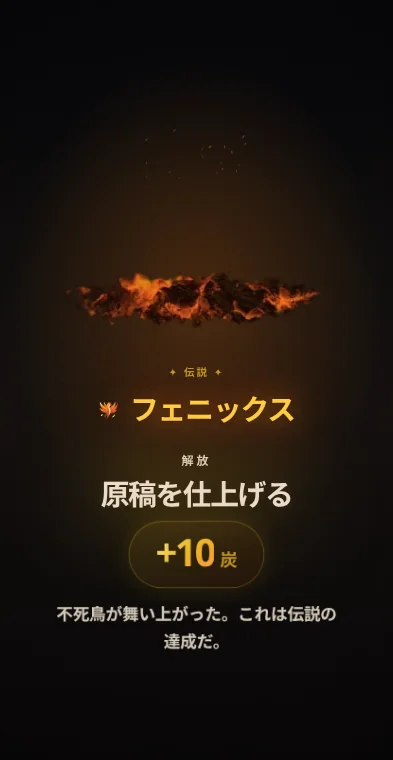 ✦ 伝説 ✦
フェニックス
解放
原稿を仕上げる
+10 炭
不死鳥が舞い上がった。これは伝説の
達成だ。